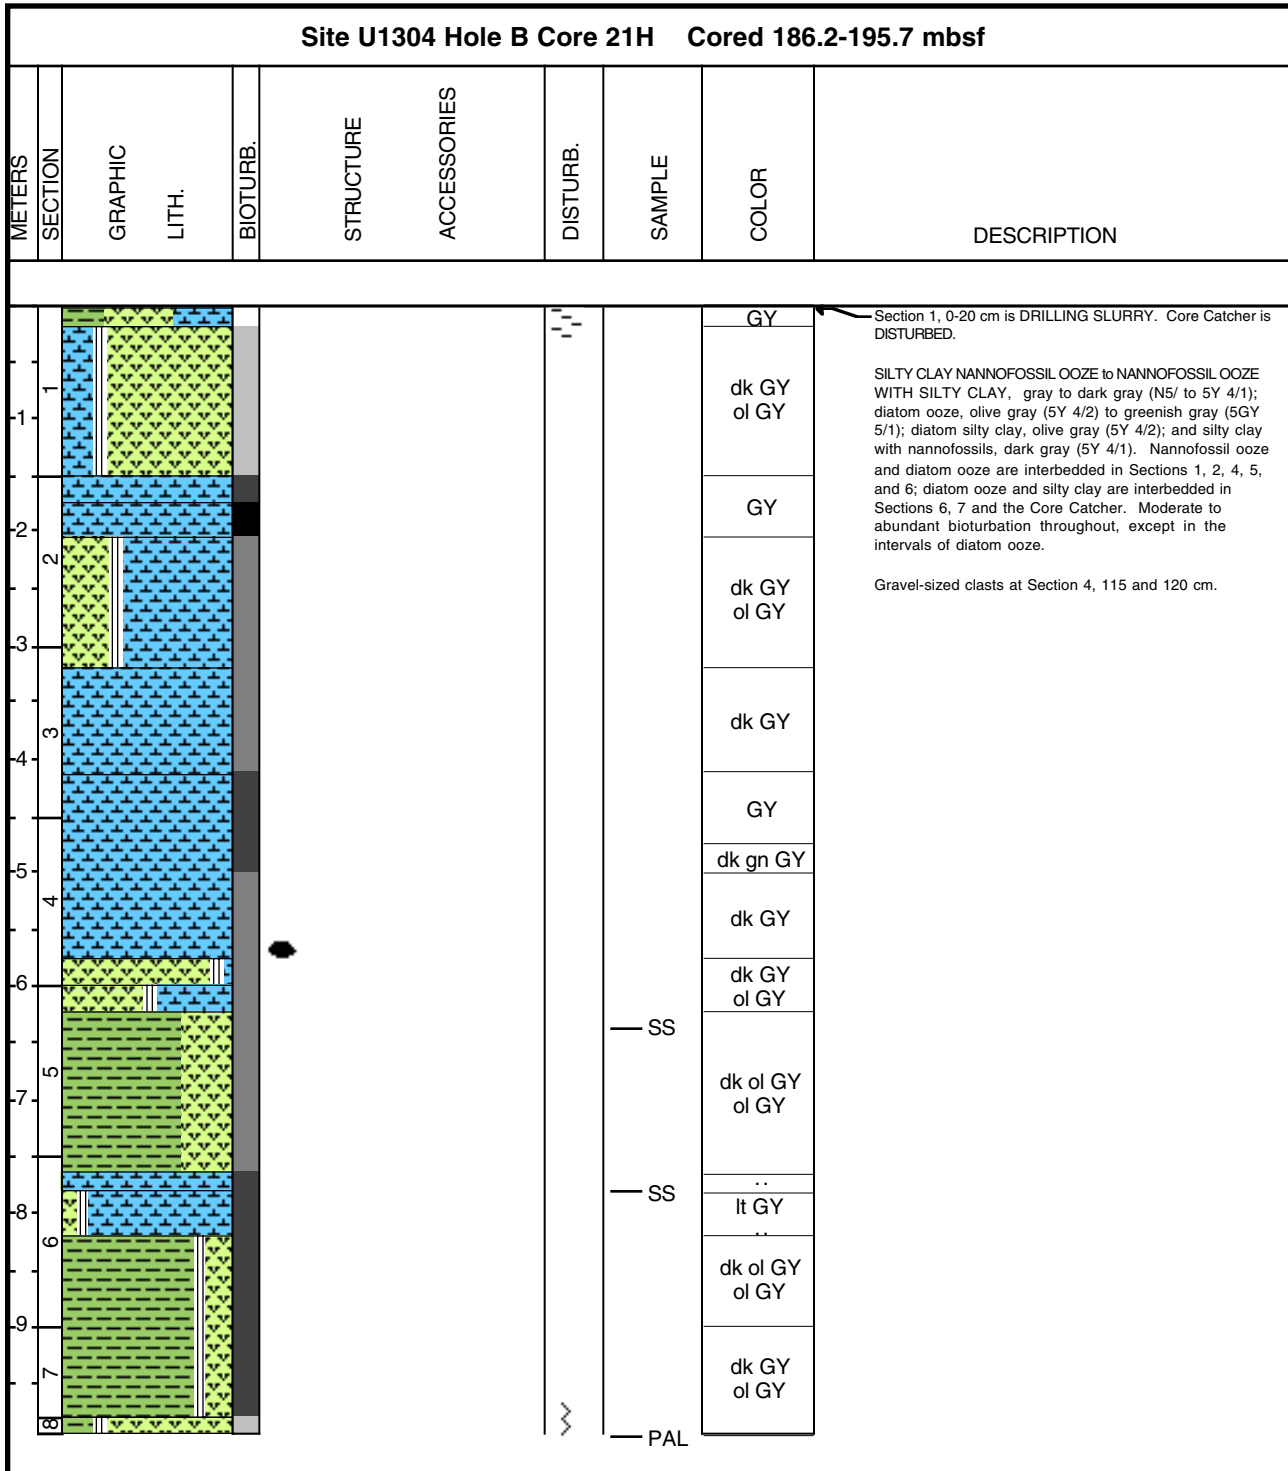 Site U1304 Hole B Core 21H Cored 186.2-195.7 mbsf
METERS
SECTION
GRAPHIC
LITH.
BIOTURB.
STRUCTURE
ACCESSORIES
DISTURB.
SAMPLE
COLOR
DESCRIPTION
GY
Section 1, 0-20 cm is DRILLING SLURRY. Core Catcher is
DISTURBED.
SILTY CLAY NANNOFOSSIL OOZE to NANNOFOSSIL OOZE
WITH SILTY CLAY, gray to dark gray (N5/ to 5Y 4/1);
diatom ooze, olive gray (5Y 4/2) to greenish gray (5GY
5/1); diatom silty clay, olive gray (5Y 4/2); and silty clay
with nannofossils, dark gray (5Y 4/1). Nannofossil ooze
and diatom ooze are interbedded in Sections 1, 2, 4, 5,
and 6; diatom ooze and silty clay are interbedded in
Sections 6, 7 and the Core Catcher. Moderate to
abundant bioturbation throughout, except in the
intervals of diatom ooze.
Gravel-sized clasts at Section 4, 115 and 120 cm.
1
dk GY
ol GY
1
GY
2
2
dk GY
ol GY
3
dk GY
3
4
GY
dk gn GY
5
4
dk GY
dk GY
ol GY
6
SS
5
dk ol GY
ol GY
7
..
SS
lt GY
8
..
6
dk ol GY
ol GY
9
7
dk GY
ol GY
8
PAL